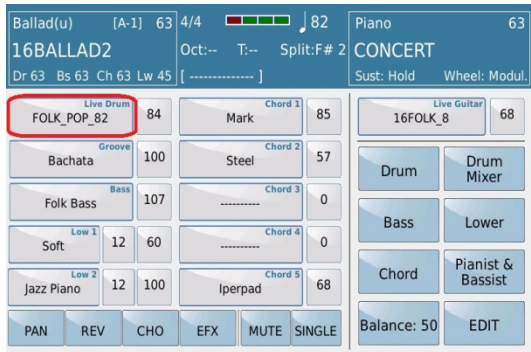 Ballad(u) [A-1] 63 4/4 82 Piano 63
16BALLAD2 Oct:-- T:-- Split:F# 2 CONCERT
Dr 63 Bs 63 Ch 63 Lw 45 [ -------------- ] Sust: Hold Wheel: Modul.
Live Drum Chord 1 Live Guitar
FOLK_POP_82 84 Mark 85 16FOLK_8 68
Groove Chord 2
Bachata 100 Steel 57 Drum Drum Mixer
Bass Chord 3
Folk Bass 107 ---------- 0
Low 1 Chord 4 Bass Lower
Soft 12 60 ---------- 0
Low 2 Chord 5 Chord Pianist & Bassist
Jazz Piano 12 100 Iperpad 68
PAN REV CHO EFX MUTE SINGLE Balance: 50 EDIT